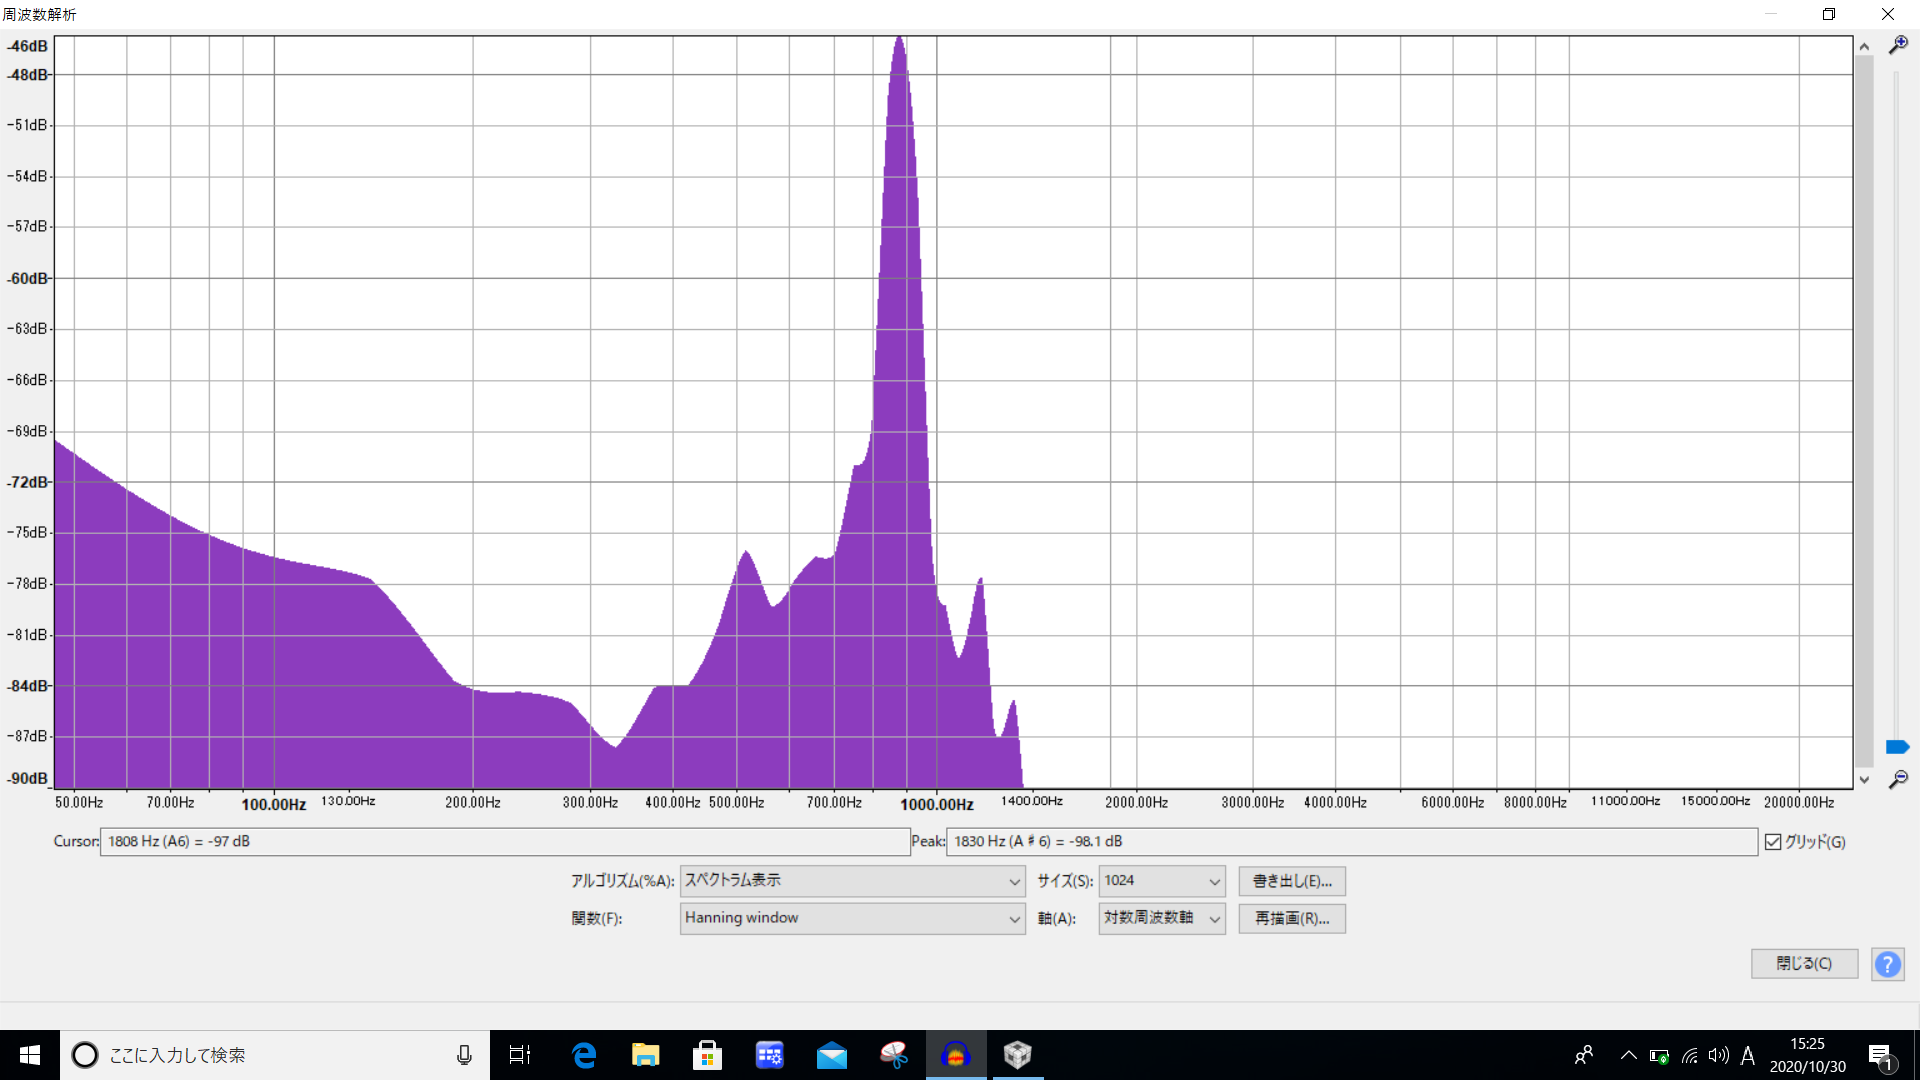 周波数解析
-46dB
-48dB
-51dB
-54dB
-57dB
-60dB
-63dB
-66dB
-69dB
-72dB
-75dB
-78dB
-81dB
-84dB
-87dB
-90dB
50.00Hz 70.00Hz 100.00Hz 130.00Hz 200.00Hz 300.00Hz 400.00Hz 500.00Hz 700.00Hz 1000.00Hz 1400.00Hz 2000.00Hz 3000.00Hz 4000.00Hz 6000.00Hz 8000.00Hz 11000.00Hz 15000.00Hz 20000.00Hz
Cursor: 1808 Hz (A6) = -97 dB Peak: 1830 Hz (A♯6) = -98.1 dB グリッド(G)
アルゴリズム(%A): スペクトラム表示 サイズ(S): 1024 書き出し(E)...
関数(F): Hanning window 軸(A): 対数周波数軸 再描画(R)...
閉じる(C) ?
ここに入力して検索
A
15:25
2020/10/30
1